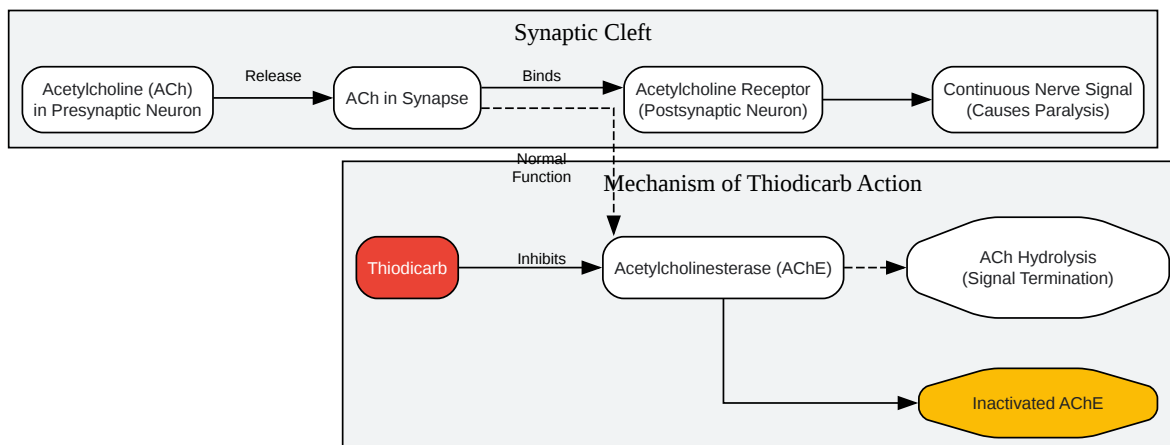 Synaptic Cleft
Acetylcholine (ACh)
in Presynaptic Neuron
Release
ACh in Synapse
Binds
Acetylcholine Receptor
(Postsynaptic Neuron)
Continuous Nerve Signal
(Causes Paralysis)
Normal
Function
Mechanism of Thiodicarb Action
Thiodicarb
Inhibits
Acetylcholinesterase (AChE)
ACh Hydrolysis
(Signal Termination)
Inactivated AChE